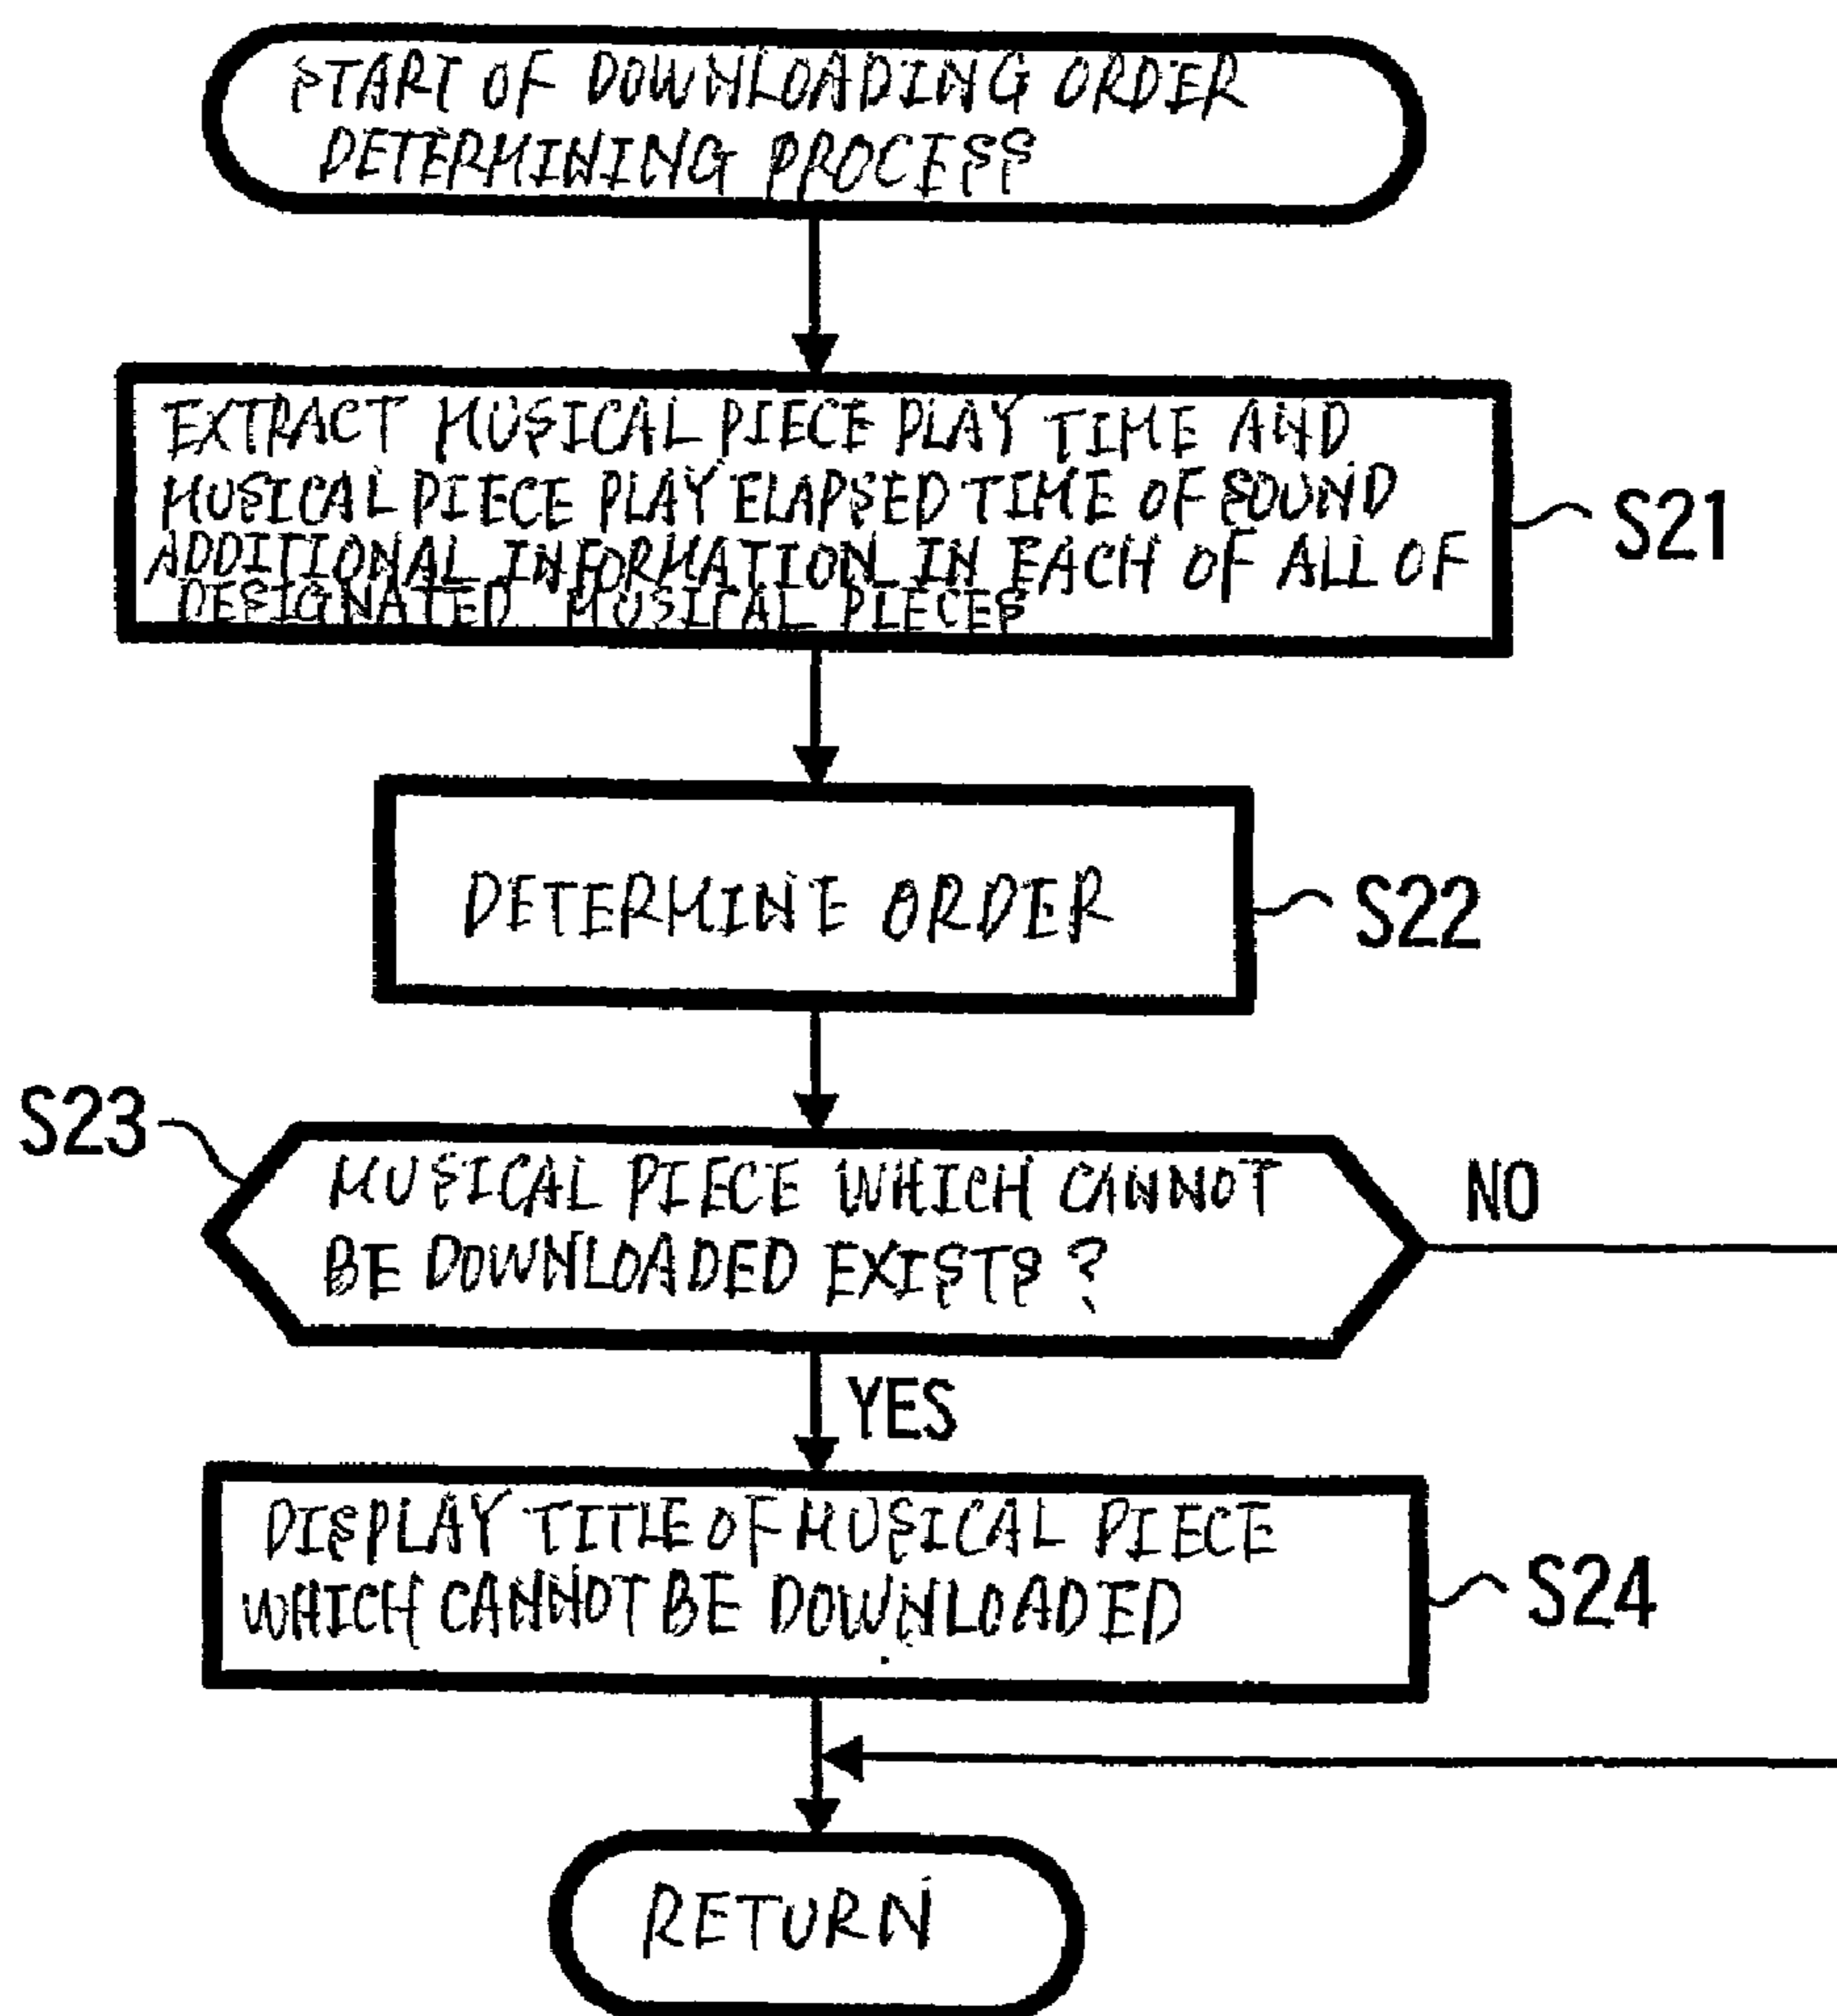 START OF DOWNLOADING ORDER
DETERMINING PROCESS
EXTRACT MUSICAL PIECE PLAY TIME AND
MUSICAL PIECE PLAY ELAPSED TIME OF SOUND
ADDITIONAL INFORMATION IN EACH OF ALL OF
DESIGNATED MUSICAL PIECES
S21
DETERMINE ORDER
S22
S23
MUSICAL PIECE WHICH CANNOT
BE DOWNLOADED EXISTS?
NO
YES
DISPLAY TITLE OF MUSICAL PIECE
WHICH CANNOT BE DOWNLOADED
S24
RETURN